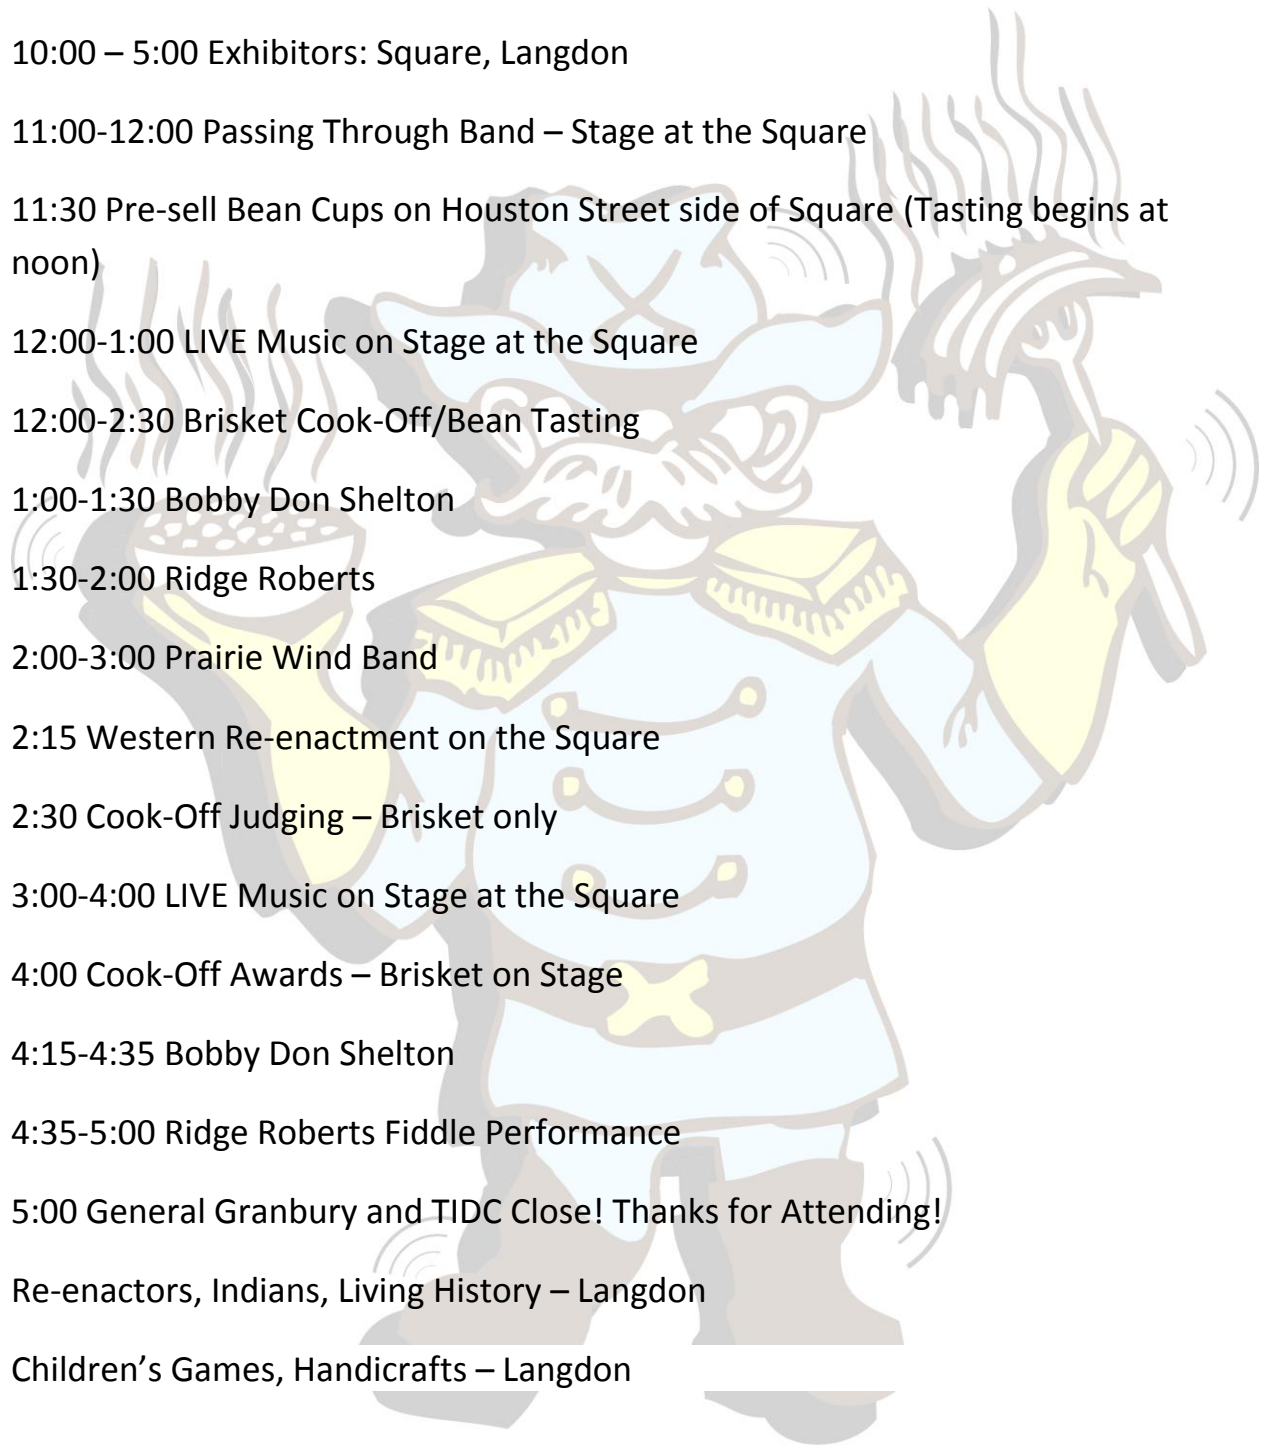 10:00 – 5:00 Exhibitors: Square, Langdon
11:00-12:00 Passing Through Band – Stage at the Square
11:30 Pre-sell Bean Cups on Houston Street side of Square (Tasting begins at
noon)
12:00-1:00 LIVE Music on Stage at the Square
12:00-2:30 Brisket Cook-Off/Bean Tasting
1:00-1:30 Bobby Don Shelton
1:30-2:00 Ridge Roberts
2:00-3:00 Prairie Wind Band
2:15 Western Re-enactment on the Square
2:30 Cook-Off Judging – Brisket only
3:00-4:00 LIVE Music on Stage at the Square
4:00 Cook-Off Awards – Brisket on Stage
4:15-4:35 Bobby Don Shelton
4:35-5:00 Ridge Roberts Fiddle Performance
5:00 General Granbury and TIDC Close! Thanks for Attending!
Re-enactors, Indians, Living History – Langdon
Children’s Games, Handicrafts – Langdon